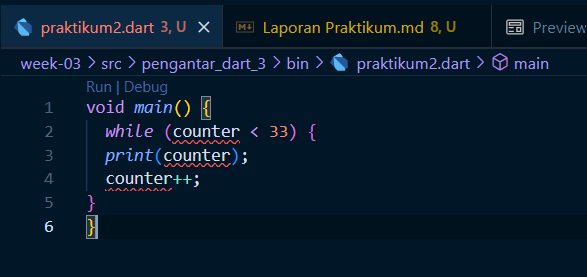 praktikum2.dart 3, U Laporan Praktikum.md 8, U Preview
week-03 > src > pengantar_dart_3 > bin > praktikum2.dart > main
Run | Debug
1 void main() {
2 while (counter < 33) {
3 print(counter);
4 counter++;
5 }
6 }